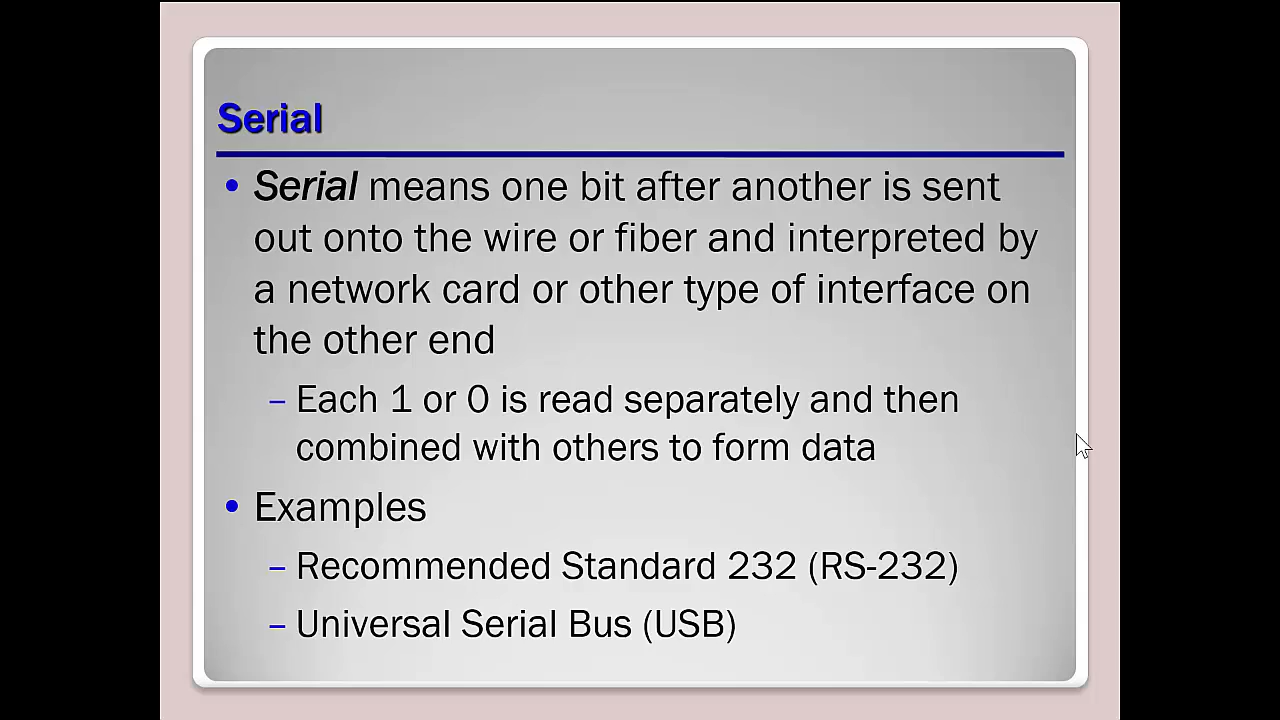 Serial
• Serial means one bit after another is sent
out onto the wire or fiber and interpreted by
a network card or other type of interface on
the other end
– Each 1 or 0 is read separately and then
combined with others to form data
• Examples
– Recommended Standard 232 (RS-232)
– Universal Serial Bus (USB)